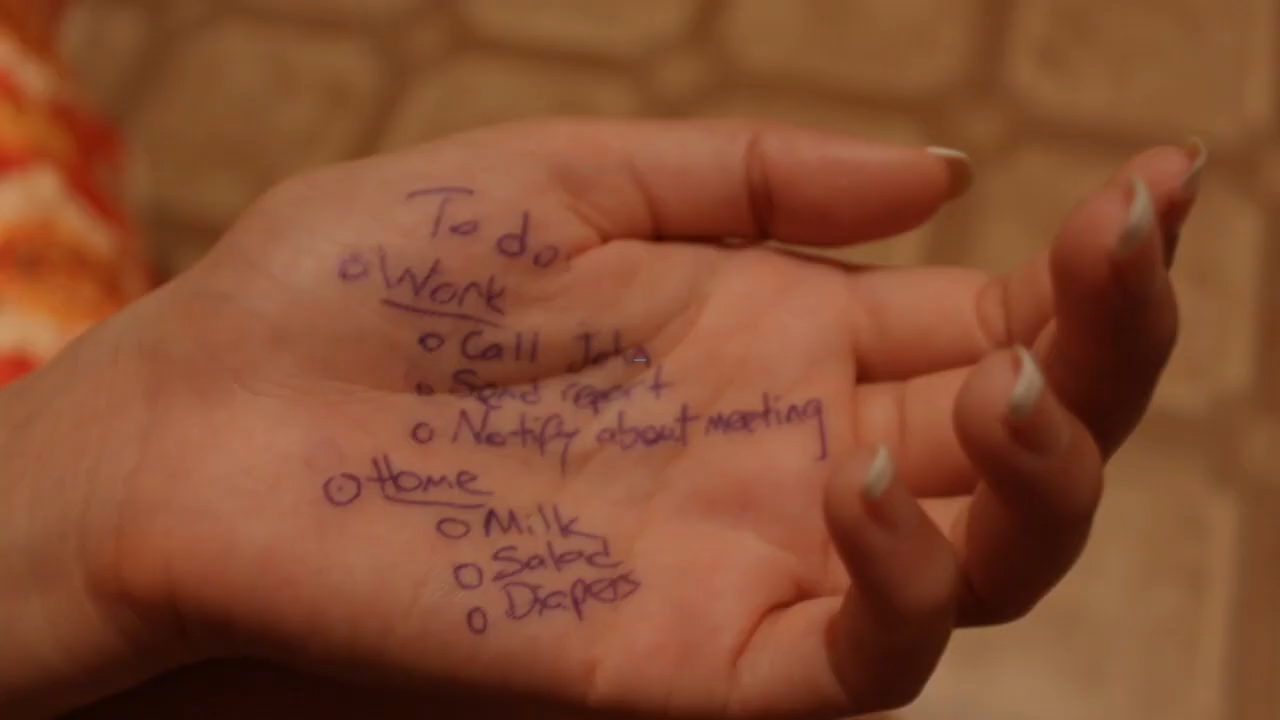 To do.
Work
Call
Send report
Notify about meeting
Home
Milk
Salad
Diapers